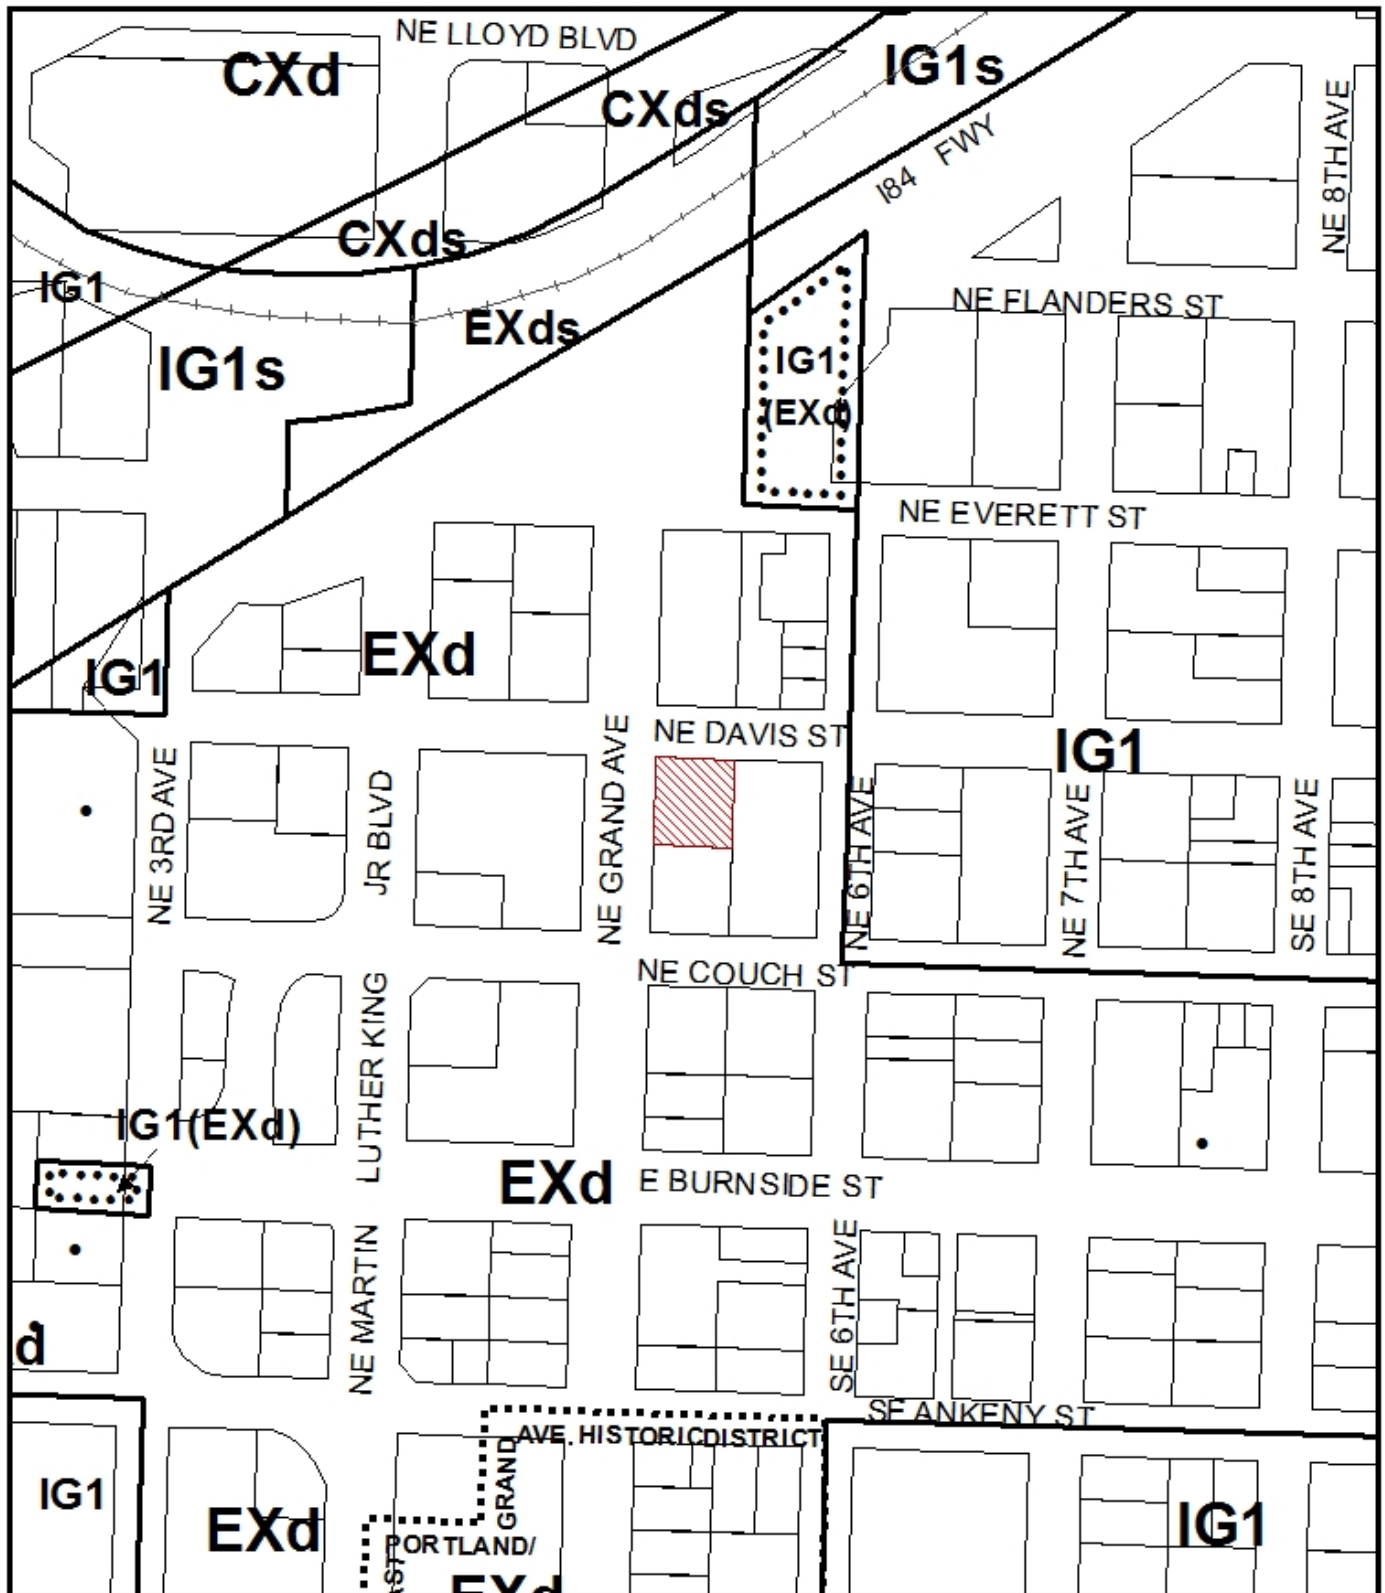 NE LLOYD BLVD
CXd
IG1s
CXds
NE 8TH AVE
I84 FWY
CXds
IG1
NE FLANDERS ST
EXds
IG1
(EXd)
IG1s
NE EVERETT ST
EXd
IG1
NE DAVIS ST
IG1
NE 3RD AVE
JR BLVD
NE GRAND AVE
NE 6TH AVE
NE 7TH AVE
SE 8TH AVE
NE COUCH ST
LUTHER KING
IG1(EXd)
EXd
E BURNSIDE ST
NE MARTIN
SE 6TH AVE
d
SE ANKENY ST
AVE. HISTORIC DISTRICT
GRAND
IG1
EXd
IG1
PORTLAND/
EXd